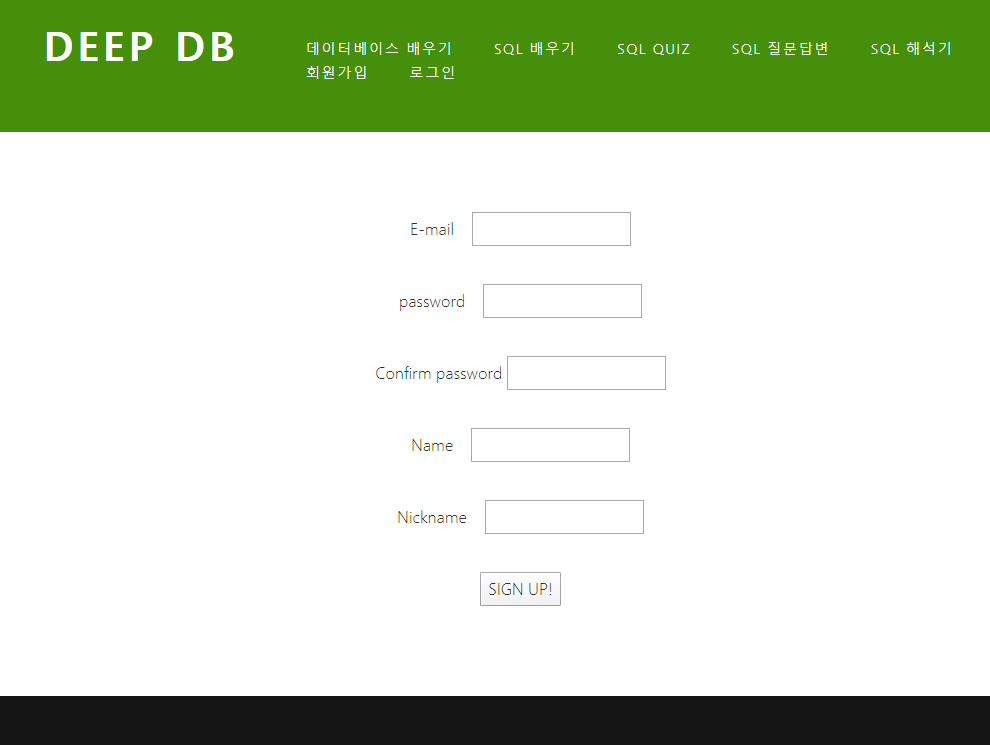 DEEP DB
데이터베이스 배우기 SQL 배우기 SQL QUIZ SQL 질문답변 SQL 해석기
회원가입 로그인
E-mail
password
Confirm password
Name
Nickname
SIGN UP!